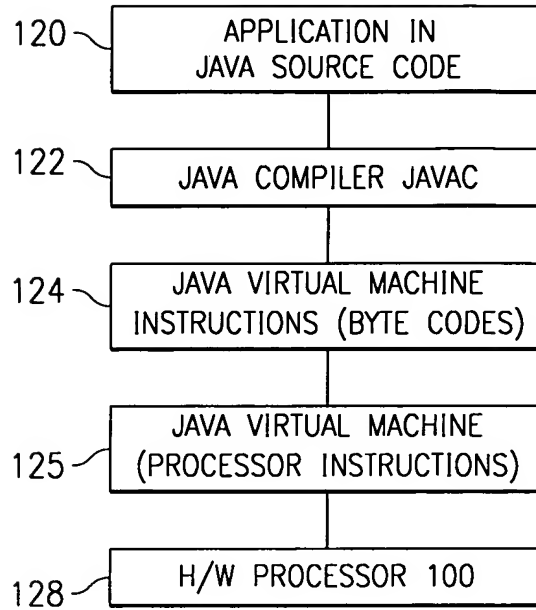 120
APPLICATION IN
JAVA SOURCE CODE
122
JAVA COMPILER JAVAC
124
JAVA VIRTUAL MACHINE
INSTRUCTIONS (BYTE CODES)
125
JAVA VIRTUAL MACHINE
(PROCESSOR INSTRUCTIONS)
128
H/W PROCESSOR 100